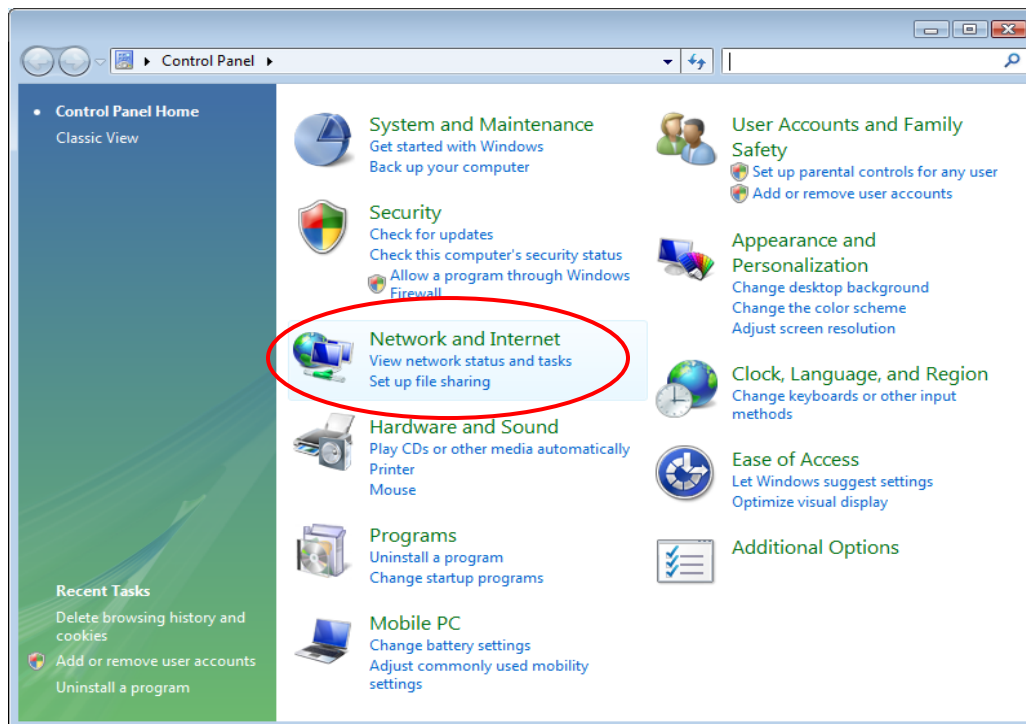 Control Panel
Control Panel Home
Classic View
Recent Tasks
Delete browsing history and
cookies
Add or remove user accounts
Uninstall a program
System and Maintenance
Get started with Windows
Back up your computer
Security
Check for updates
Check this computer's security status
Allow a program through Windows
Firewall
Network and Internet
View network status and tasks
Set up file sharing
Hardware and Sound
Play CDs or other media automatically
Printer
Mouse
Programs
Uninstall a program
Change startup programs
Mobile PC
Change battery settings
Adjust commonly used mobility
settings
User Accounts and Family
Safety
Set up parental controls for any user
Add or remove user accounts
Appearance and
Personalization
Change desktop background
Change the color scheme
Adjust screen resolution
Clock, Language, and Region
Change keyboards or other input
methods
Ease of Access
Let Windows suggest settings
Optimize visual display
Additional Options